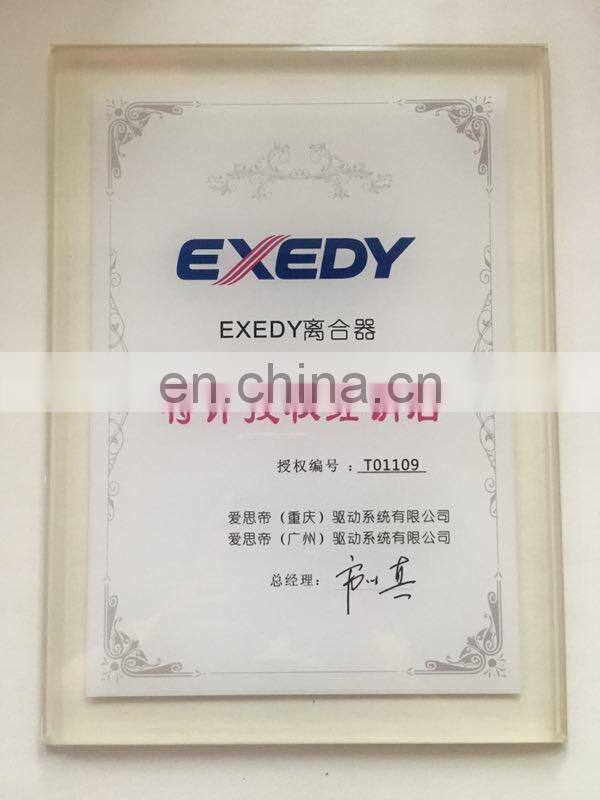 EXEDY
EXEDY离合器
en.china.cn
授权编号：T01109
爱思帝（重庆）驱动系统有限公司
爱思帝（广州）驱动系统有限公司
总经理：